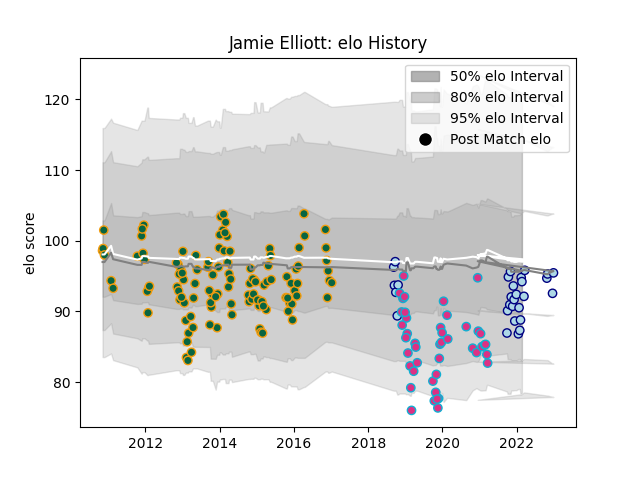 Jamie Elliott: elo History
50% elo Interval
80% elo Interval
95% elo Interval
Post Match elo
elo score
120
110
100
90
80
2012 2014 2016 2018 2020 2022